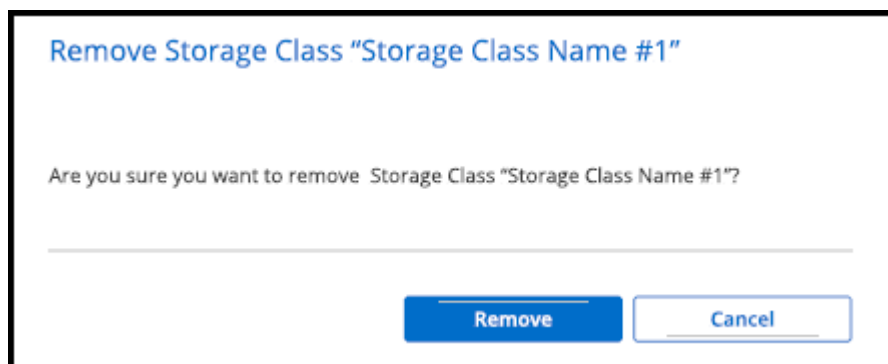 Remove Storage Class “Storage Class Name #1”
Are you sure you want to remove  Storage Class “Storage Class Name #1”?
Remove
Cancel